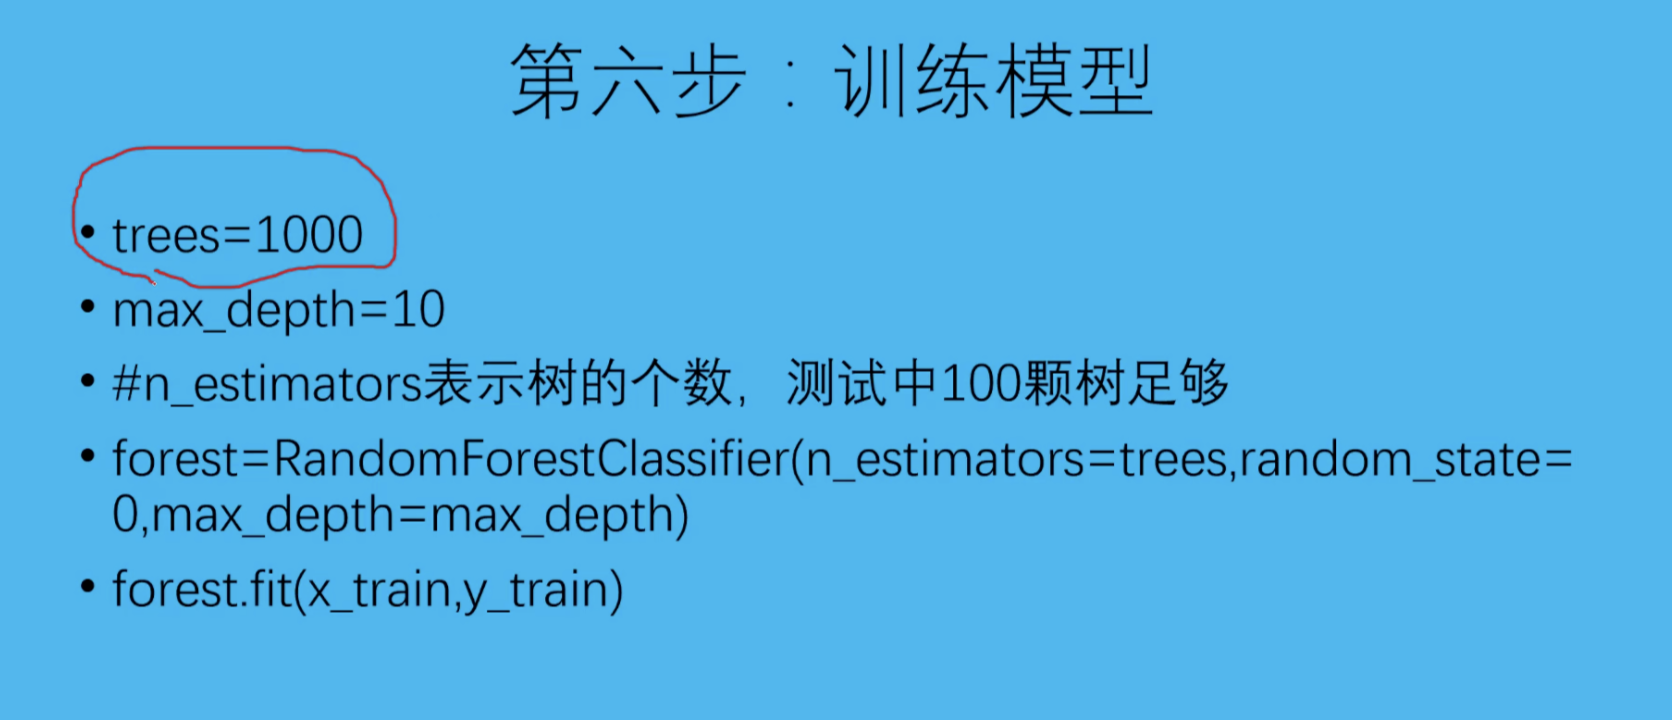 第六步：训练模型
• trees=1000
• max_depth=10
• #n_estimators表示树的个数，测试中100颗树足够
• forest=RandomForestClassifier(n_estimators=trees,random_state=
0,max_depth=max_depth)
• forest.fit(x_train,y_train)